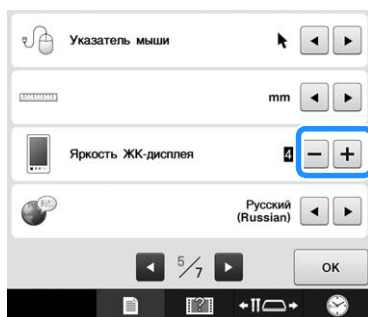 Указатель мыши
mm
Яркость ЖК-дисплея 4 − +
Русский
(Russian)
5/7 OK